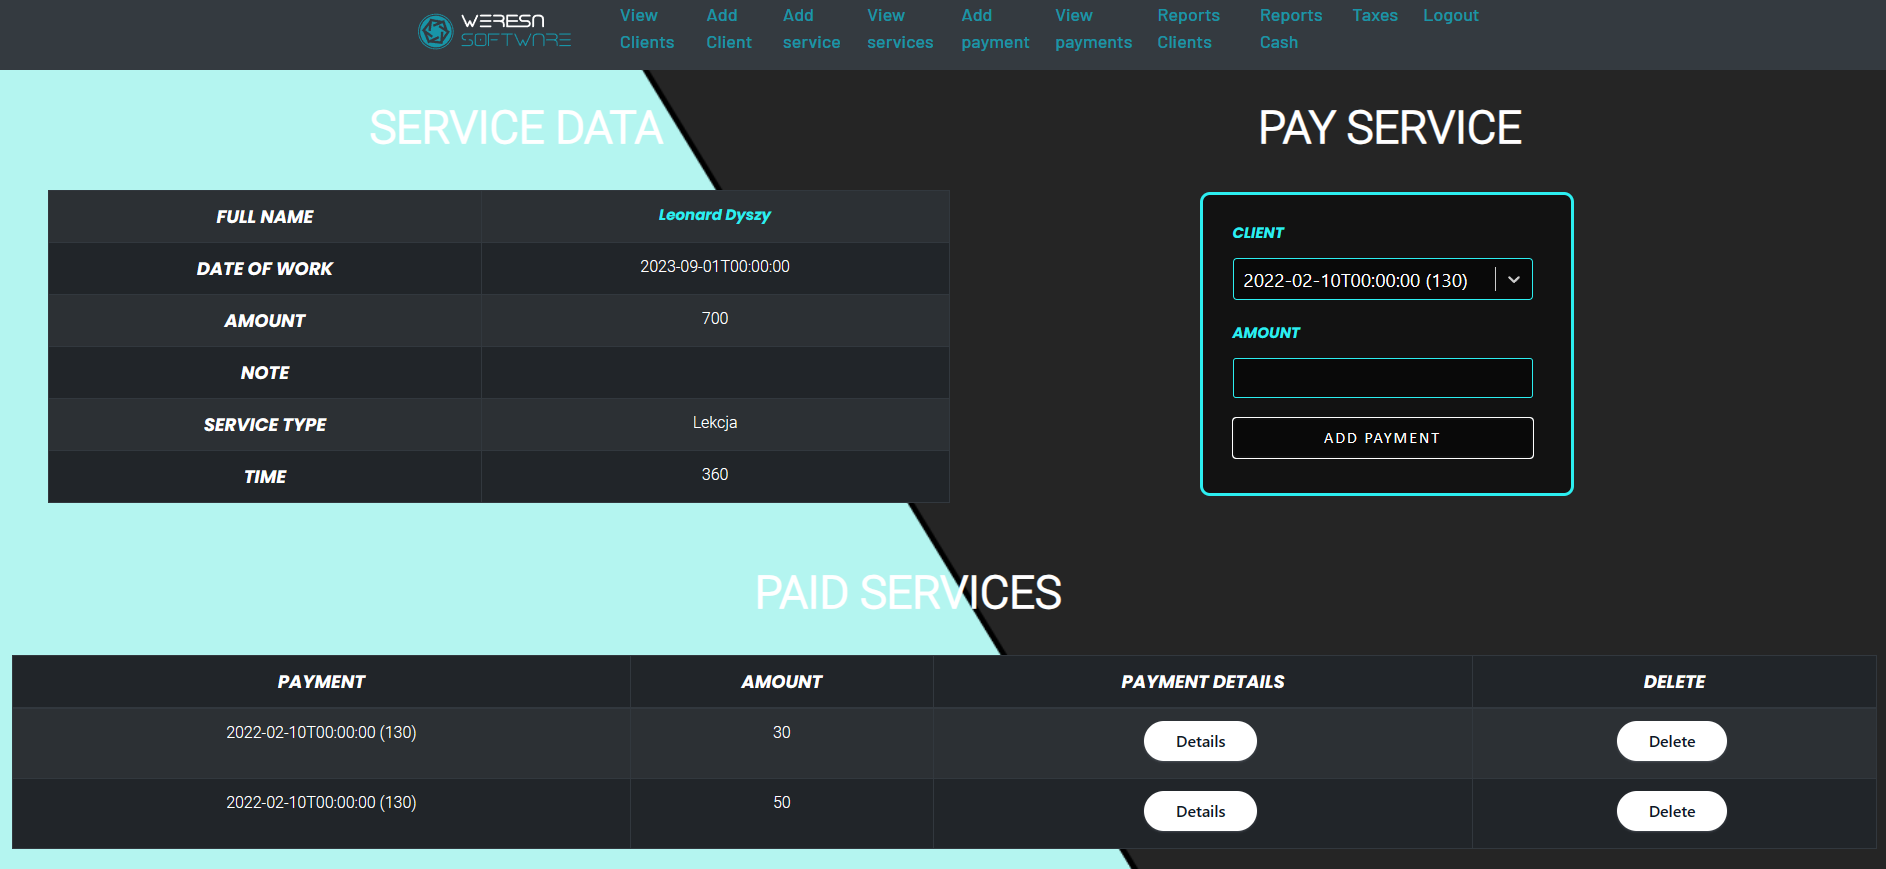 WERESA
SOFTWARE
View Clients
Add Client
Add service
View services
Add payment
View payments
Reports Clients
Reports Cash
Taxes
Logout
SERVICE DATA
FULL NAME Leonard Dyszy
DATE OF WORK 2023-09-01T00:00:00
AMOUNT 700
NOTE
SERVICE TYPE Lekcja
TIME 360
PAY SERVICE
CLIENT
2022-02-10T00:00:00 (130)
AMOUNT
ADD PAYMENT
PAID SERVICES
PAYMENT AMOUNT PAYMENT DETAILS DELETE
2022-02-10T00:00:00 (130) 30 Details Delete
2022-02-10T00:00:00 (130) 50 Details Delete